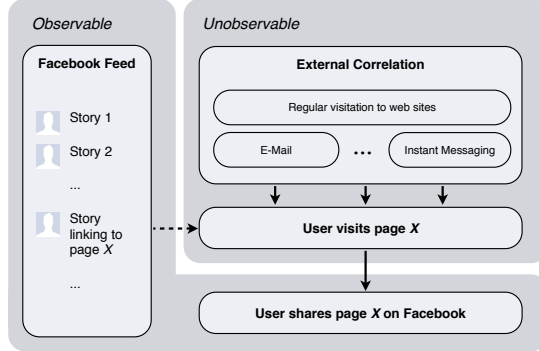 Observable
Facebook Feed
Story 1
Story 2
...
Story
linking to
page X
...
Unobservable
External Correlation
Regular visitation to web sites
E-Mail
...
Instant Messaging
User visits page X
User shares page X on Facebook